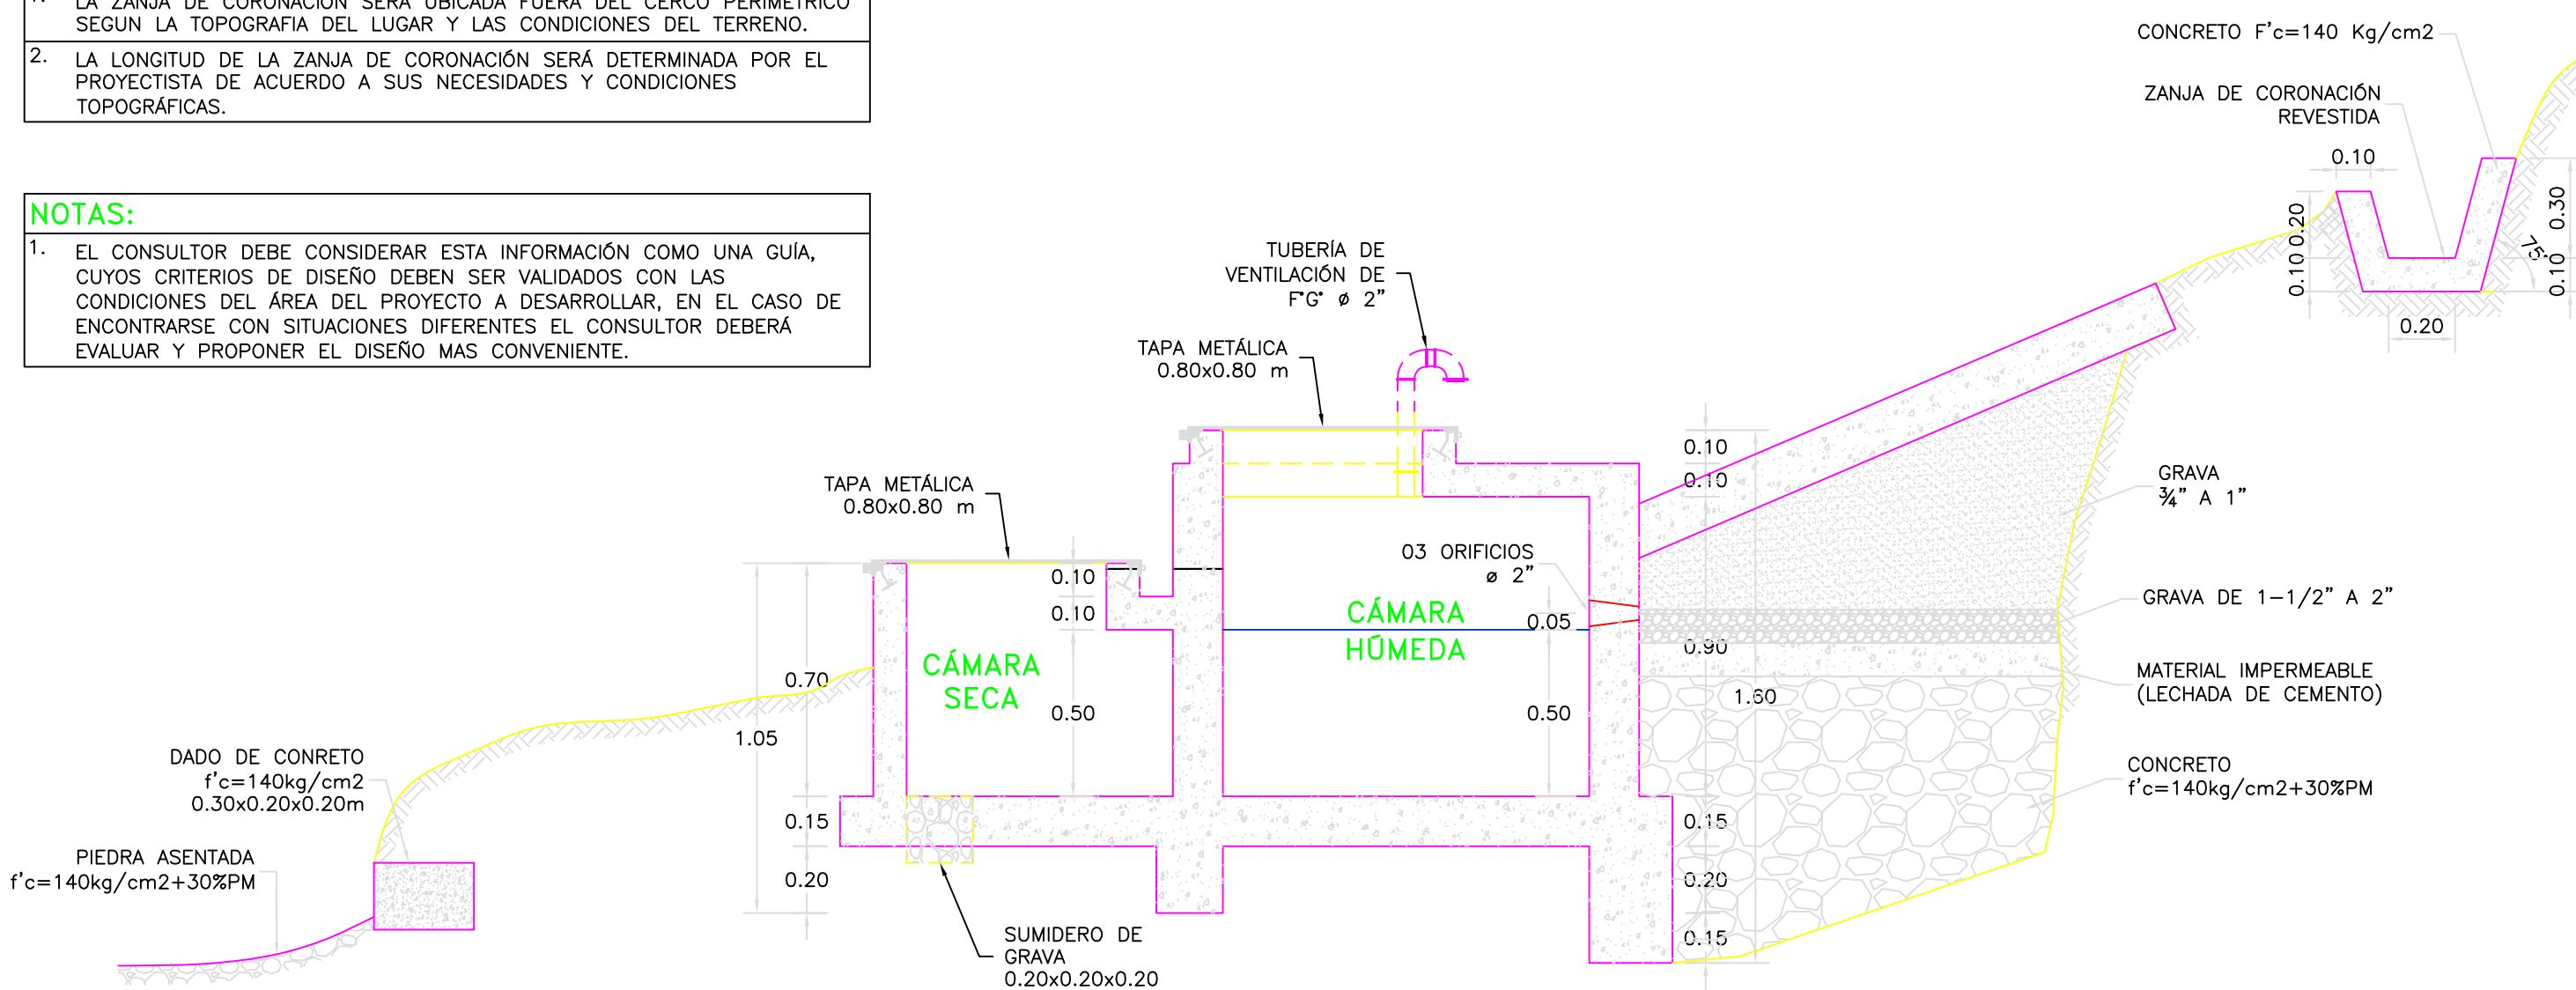 1. LA ZANJA DE CORONACIÓN SERÁ UBICADA FUERA DEL CERCO PERIMÉTRICO
SEGUN LA TOPOGRAFIA DEL LUGAR Y LAS CONDICIONES DEL TERRENO.
2. LA LONGITUD DE LA ZANJA DE CORONACIÓN SERÁ DETERMINADA POR EL
PROYECTISTA DE ACUERDO A SUS NECESIDADES Y CONDICIONES
TOPOGRÁFICAS.
NOTAS:
1. EL CONSULTOR DEBE CONSIDERAR ESTA INFORMACIÓN COMO UNA GUÍA,
CUYOS CRITERIOS DE DISEÑO DEBEN SER VALIDADOS CON LAS
CONDICIONES DEL ÁREA DEL PROYECTO A DESARROLLAR, EN EL CASO DE
ENCONTRARSE CON SITUACIONES DIFERENTES EL CONSULTOR DEBERÁ
EVALUAR Y PROPONER EL DISEÑO MAS CONVENIENTE.
CONCRETO F'c=140 Kg/cm2
ZANJA DE CORONACIÓN
REVESTIDA
0.10
0.20
0.10
0.20
0.30
0.10
75°
TUBERÍA DE
VENTILACIÓN DE
F°G° ø 2"
TAPA METÁLICA
0.80x0.80 m
TAPA METÁLICA
0.80x0.80 m
03 ORIFICIOS
ø 2"
CÁMARA
HÚMEDA
CÁMARA
SECA
0.10
0.10
0.50
0.05
0.50
0.70
1.05
0.15
0.20
0.10
0.10
0.90
1.60
0.15
0.20
0.15
GRAVA
¾" A 1"
GRAVA DE 1-1/2" A 2"
MATERIAL IMPERMEABLE
(LECHADA DE CEMENTO)
CONCRETO
f'c=140kg/cm2+30%PM
DADO DE CONRETO
f'c=140kg/cm2
0.30x0.20x0.20m
PIEDRA ASENTADA
f'c=140kg/cm2+30%PM
SUMIDERO DE
GRAVA
0.20x0.20x0.20